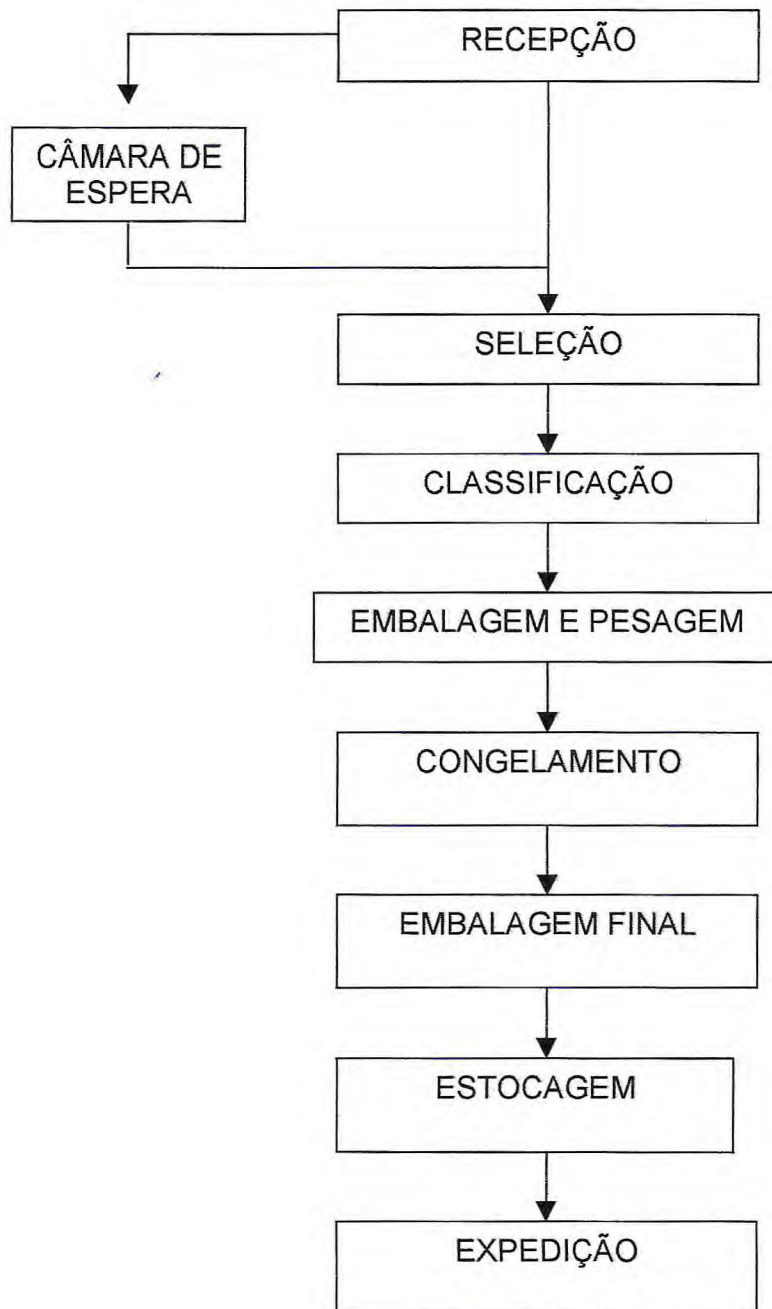 RECEPÇÃO
CÂMARA DE
ESPERA
SELEÇÃO
CLASSIFICAÇÃO
EMBALAGEM E PESAGEM
CONGELAMENTO
EMBALAGEM FINAL
ESTOCAGEM
EXPEDIÇÃO